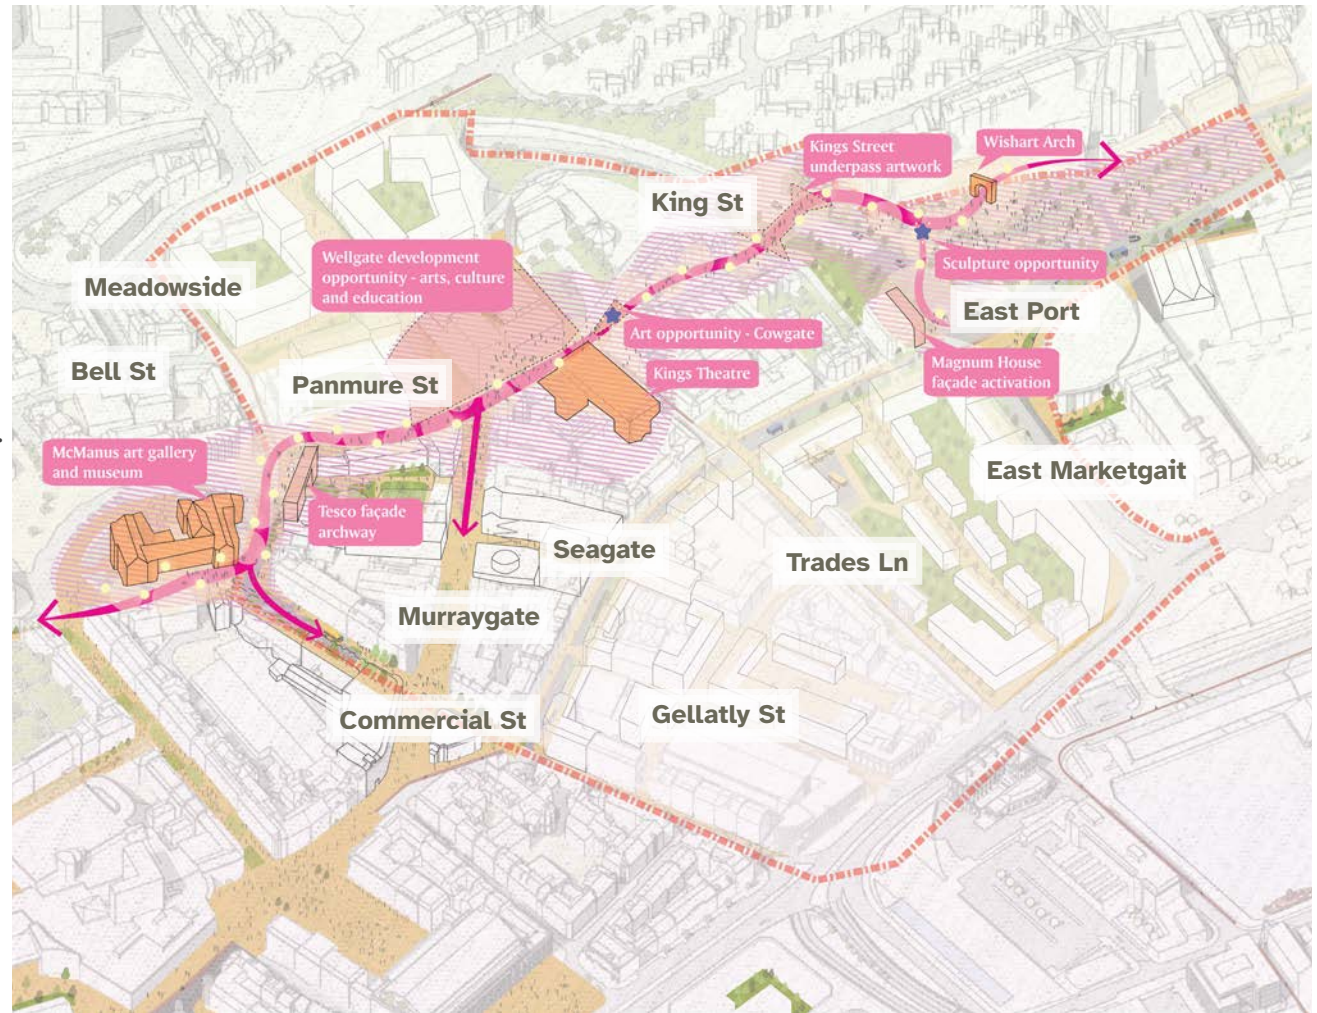 Kings Street
underpass artwork
Wishart Arch
King St
Wellgate development
opportunity - arts, culture
and education
Sculpture opportunity
Meadowside
East Port
Art opportunity - Cowgate
Bell St
Panmure St
Kings Theatre
Magnum House
façade activation
McManus art gallery
and museum
East Marketgait
Tesco façade
archway
Seagate
Trades Ln
Murraygate
Commercial St
Gellatly St